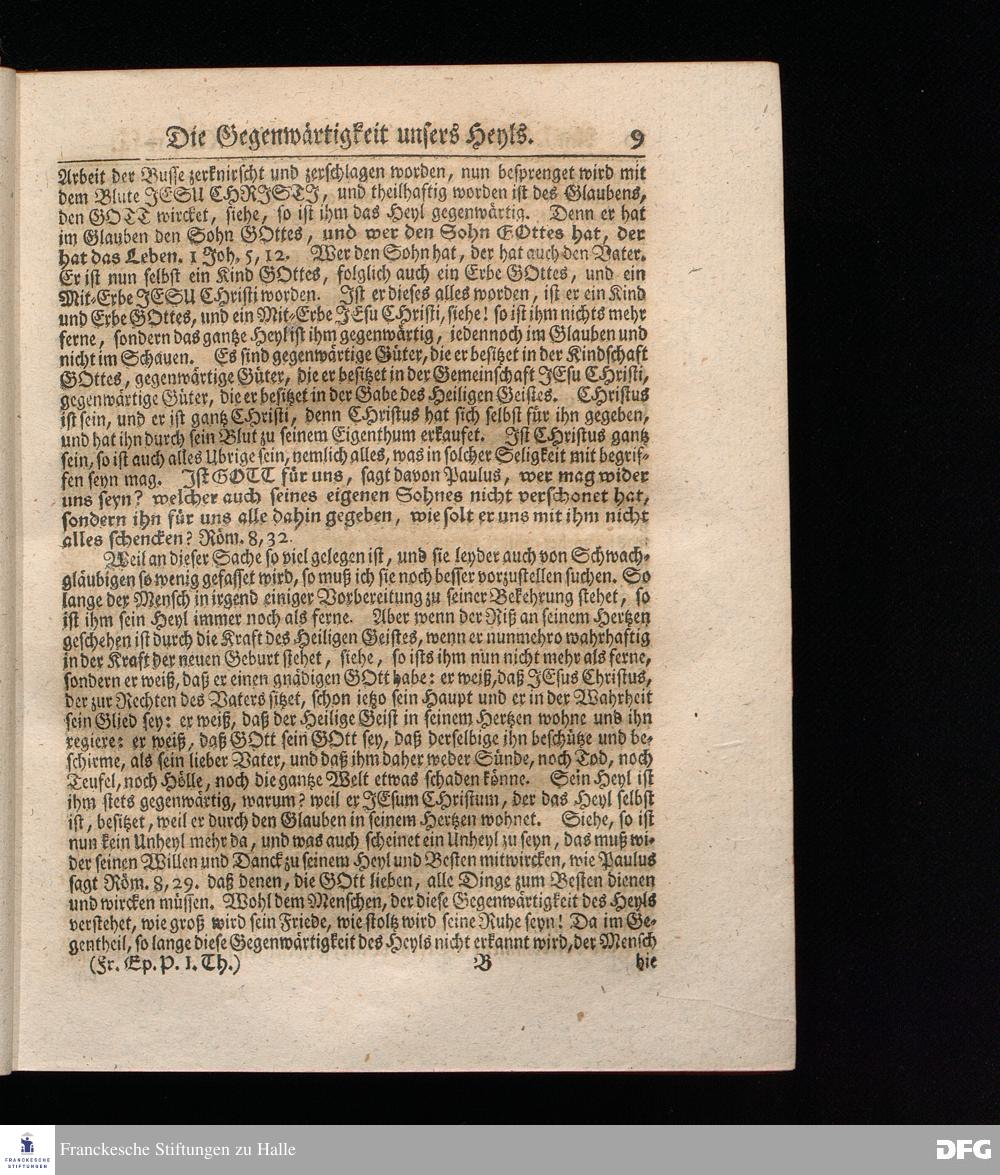 Die Gegenwärtigkeit unsers Heyls. 9
Arbeit der Busse zerknirscht und zerschlagen worden, nun besprenget wird mit
dem Blute JESU CHRISTI, und theilhaftig worden ist des Glaubens,
den GOTT wircket, siehe, so ist ihm das Heyl gegenwärtig. Denn er hat
im Glauben den Sohn GOttes, und wer den Sohn GOttes hat, der
hat das Leben. 1 Joh. 5, 12. Wer den Sohn hat, der hat auch den Vater.
Er ist nun selbst ein Kind GOttes, folglich auch ein Erbe GOttes, und ein
Mit-Erbe JESU CHristi worden. Ist er dieses alles worden, ist er ein Kind
und Erbe GOttes, und ein Mit-Erbe JEsu CHristi, siehe! so ist ihm nichts mehr
ferne, sondern das gantze Heyl ist ihm gegenwärtig, jedennoch im Glauben und
nicht im Schauen. Es sind gegenwärtige Güter, die er besitzet in der Kindschaft
GOttes, gegenwärtige Güter, die er besitzet in der Gemeinschaft JEsu CHristi,
gegenwärtige Güter, die er besitzet in der Gabe des Heiligen Geistes. CHristus
ist sein, und er ist gantz CHristi, denn CHristus hat sich selbst für ihn gegeben,
und hat ihn durch sein Blut zu seinem Eigenthum erkaufet. Ist CHristus gantz
sein, so ist auch alles Ubrige sein, nemlich alles, was in solcher Seligkeit mit begrif-
fen seyn mag. Ist GOTT für uns, sagt davon Paulus, wer mag wider
uns seyn? welcher auch seines eigenen Sohnes nicht verschonet hat,
sondern ihn für uns alle dahin gegeben, wie solt er uns mit ihm nicht
alles schencken? Röm. 8, 32.
Weil an dieser Sache so viel gelegen ist, und sie leyder auch von Schwach-
gläubigen so wenig gefasset wird, so muß ich sie noch besser vorzustellen suchen. So
lange der Mensch in irgend einiger Vorbereitung zu seiner Bekehrung stehet, so
ist ihm sein Heyl immer noch als ferne. Aber wenn der Riß an seinem Hertzen
geschehen ist durch die Kraft des Heiligen Geistes, wenn er nunmehro wahrhaftig
in der Kraft der neuen Geburt stehet, siehe, so ists ihm nun nicht mehr als ferne,
sondern er weiß, daß er einen gnädigen GOtt habe: er weiß, daß JEsus Christus,
der zur Rechten des Vaters sitzet, schon ietzo sein Haupt und er in der Wahrheit
sein Glied sey: er weiß, daß der Heilige Geist in seinem Hertzen wohne und ihn
regiere: er weiß, daß GOtt sein GOtt sey, daß derselbige ihn beschütze und be-
schirme, als sein lieber Vater, und daß ihm daher weder Sünde, noch Tod, noch
Teufel, noch Hölle, noch die gantze Welt etwas schaden könne. Sein Heyl ist
ihm stets gegenwärtig, warum? weil er JEsum CHristum, der das Heyl selbst
ist, besitzet, weil er durch den Glauben in seinem Hertzen wohnet. Siehe, so ist
nun kein Unheyl mehr da, und was auch scheinet ein Unheyl zu seyn, das muß wi-
der seinen Willen und Danck zu seinem Heyl und Besten mitwircken, wie Paulus
sagt Röm. 8, 29. daß denen, die GOtt lieben, alle Dinge zum Besten dienen
und wircken müssen. Wohl dem Menschen, der diese Gegenwärtigkeit des Heyls
verstehet, wie groß wird sein Friede, wie stoltz wird seine Ruhe seyn! Da im Ge-
gentheil, so lange diese Gegenwärtigkeit des Heyls nicht erkannt wird, der Mensch
(Fr. Ep. P. I. Th.) B hie
FRANCKESCHE
STIFTUNGEN
Franckesche Stiftungen zu Halle
DFG